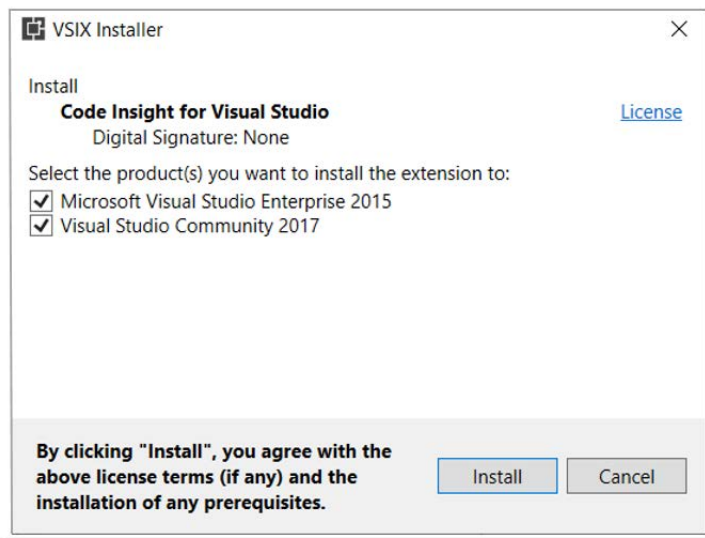 VSIX Installer
Install
Code Insight for Visual Studio
License
Digital Signature: None
Select the product(s) you want to install the extension to:
Microsoft Visual Studio Enterprise 2015
Visual Studio Community 2017
By clicking "Install", you agree with the
above license terms (if any) and the
installation of any prerequisites.
Install
Cancel